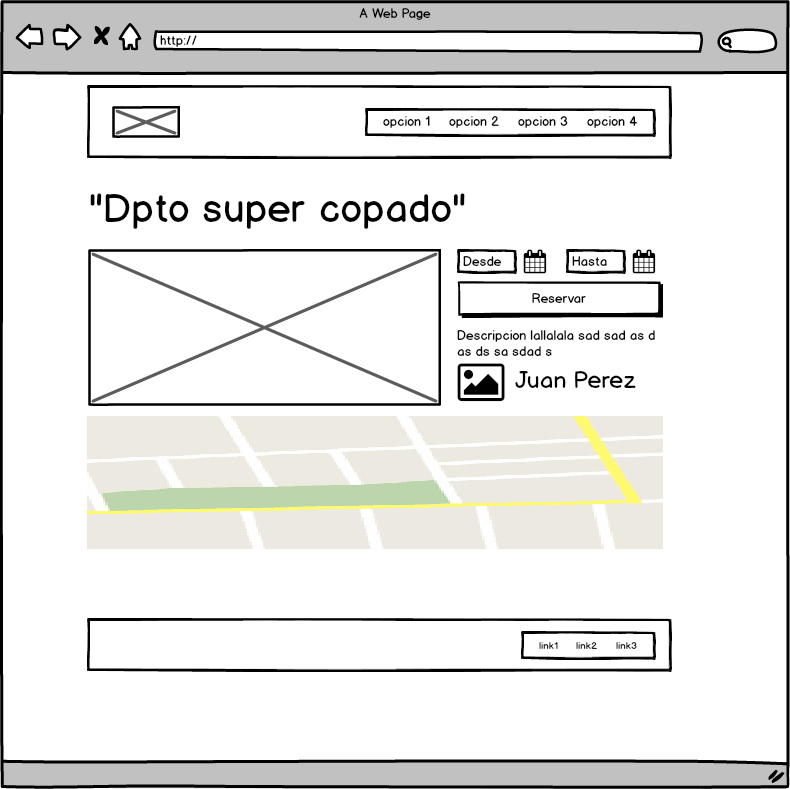 A Web Page
http://
opcion 1 opcion 2 opcion 3 opcion 4
"Dpto super copado"
Desde Hasta
Reservar
Descripcion lallalala sad sad as d
as ds sa sdad s
Juan Perez
link1 link2 link3